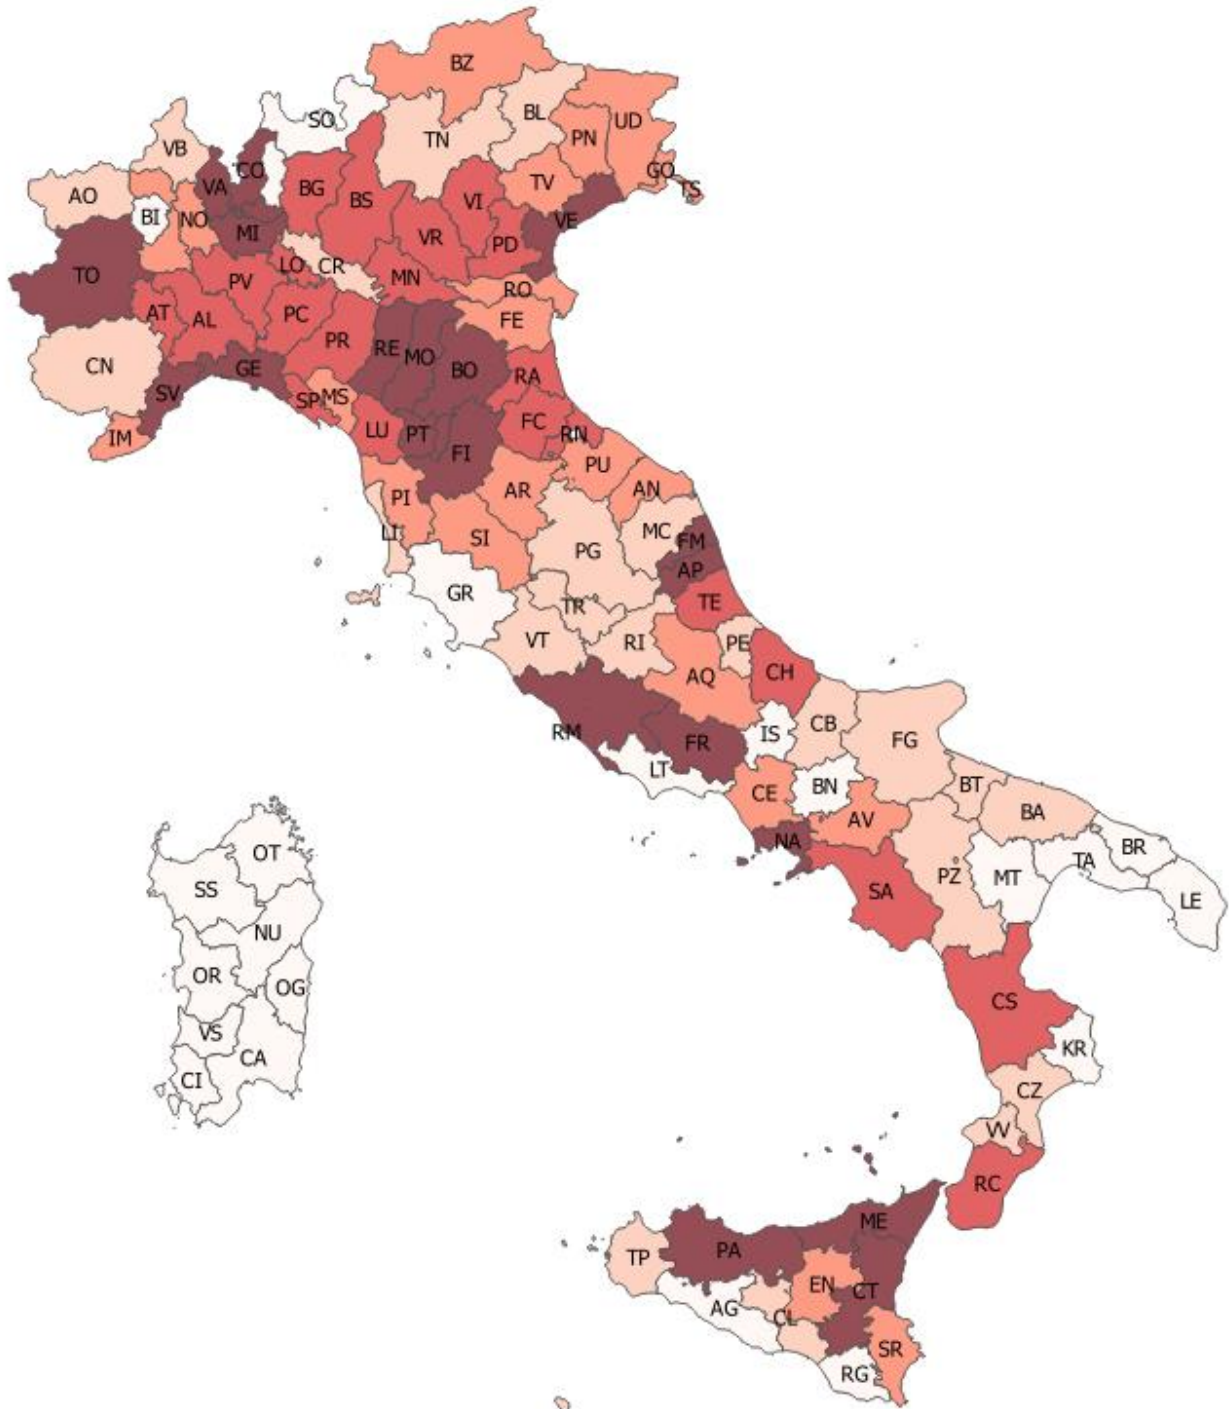 BZ
SO
BL
TN
PN
UD
VB
CO
GO
TS
AO
VA
BG
BS
VI
TV
BI
NO
MI
VR
PD
VE
TO
PV
LO
CR
MN
RO
AT
AL
PC
PR
FE
CN
SV
GE
RE
MO
BO
RA
SP
MS
LU
PT
FC
RN
IM
FI
PU
PI
AR
AN
LI
SI
MC
FM
PG
AP
GR
TR
TE
VT
RI
PE
AQ
CH
RM
FR
IS
CB
FG
LT
CE
BN
BT
BA
AV
NA
BR
OT
SS
SA
PZ
MT
TA
LE
NU
OR
OG
CS
VS
CA
KR
CI
CZ
VV
RC
ME
TP
PA
EN
CT
AG
CL
SR
RG